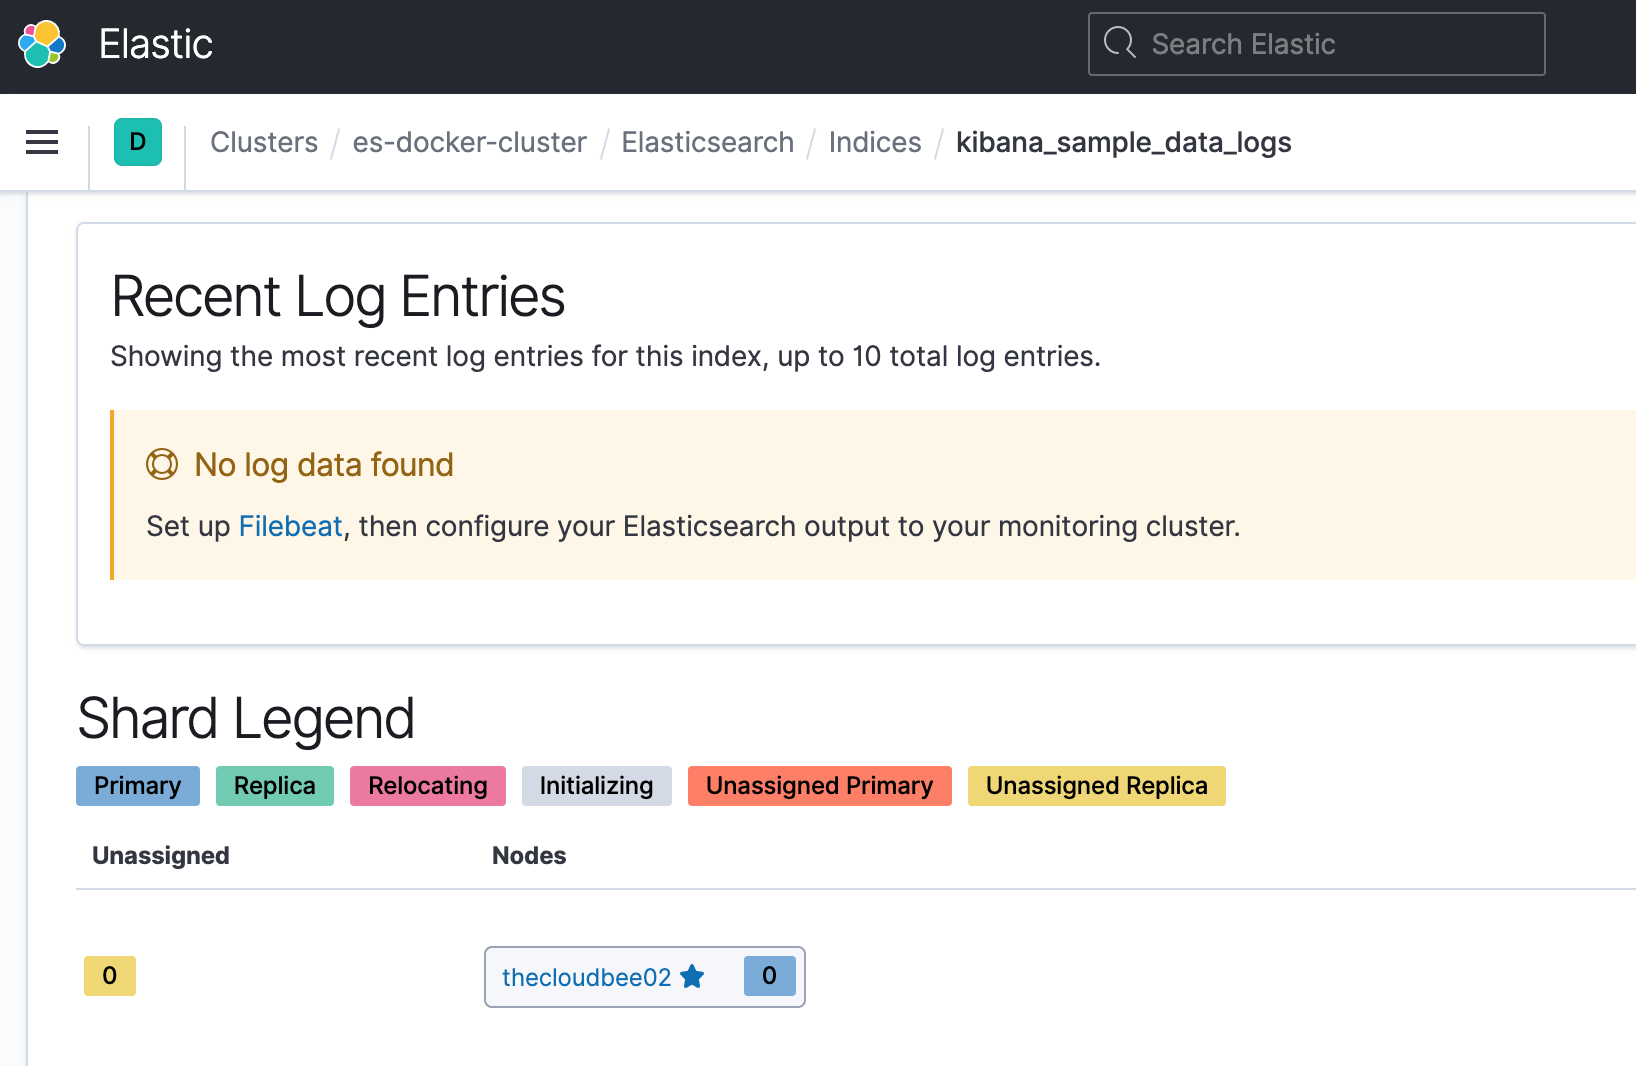 Elastic
Search Elastic
D
Clusters / es-docker-cluster / Elasticsearch / Indices / kibana_sample_data_logs
Recent Log Entries
Showing the most recent log entries for this index, up to 10 total log entries.
No log data found
Set up Filebeat, then configure your Elasticsearch output to your monitoring cluster.
Shard Legend
Primary Replica Relocating Initializing Unassigned Primary Unassigned Replica
Unassigned Nodes
0 thecloudbee02 0